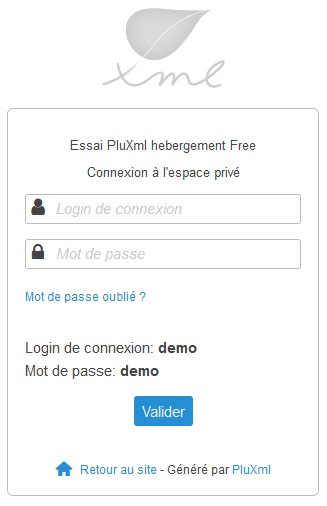 xml
Essai PluXml hebergement Free
Connexion à l'espace privé
Login de connexion
Mot de passe
Mot de passe oublié ?
Login de connexion: demo
Mot de passe: demo
Valider
Retour au site - Généré par PluXml